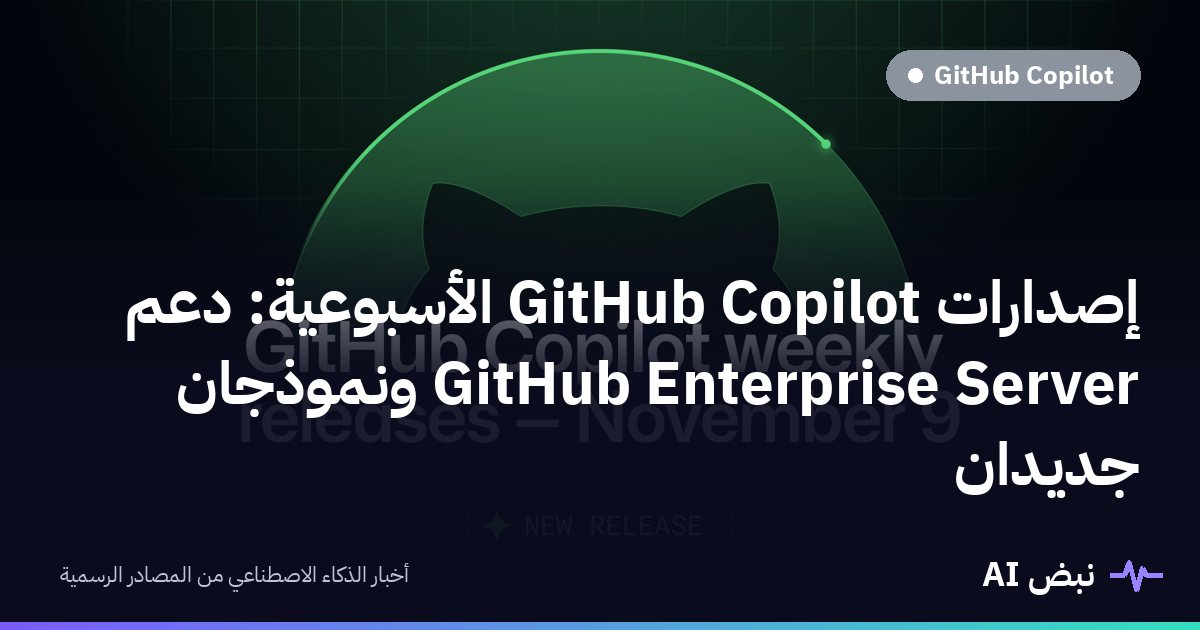 GitHub Copilot
إصدارات GitHub Copilot الأسبوعية: دعم
GitHub Enterprise Server ونموذجان
جديدان
GitHub Copilot weekly
releases – November 9
NEW RELEASE
نبض AI
أخبار الذكاء الاصطناعي من المصادر الرسمية